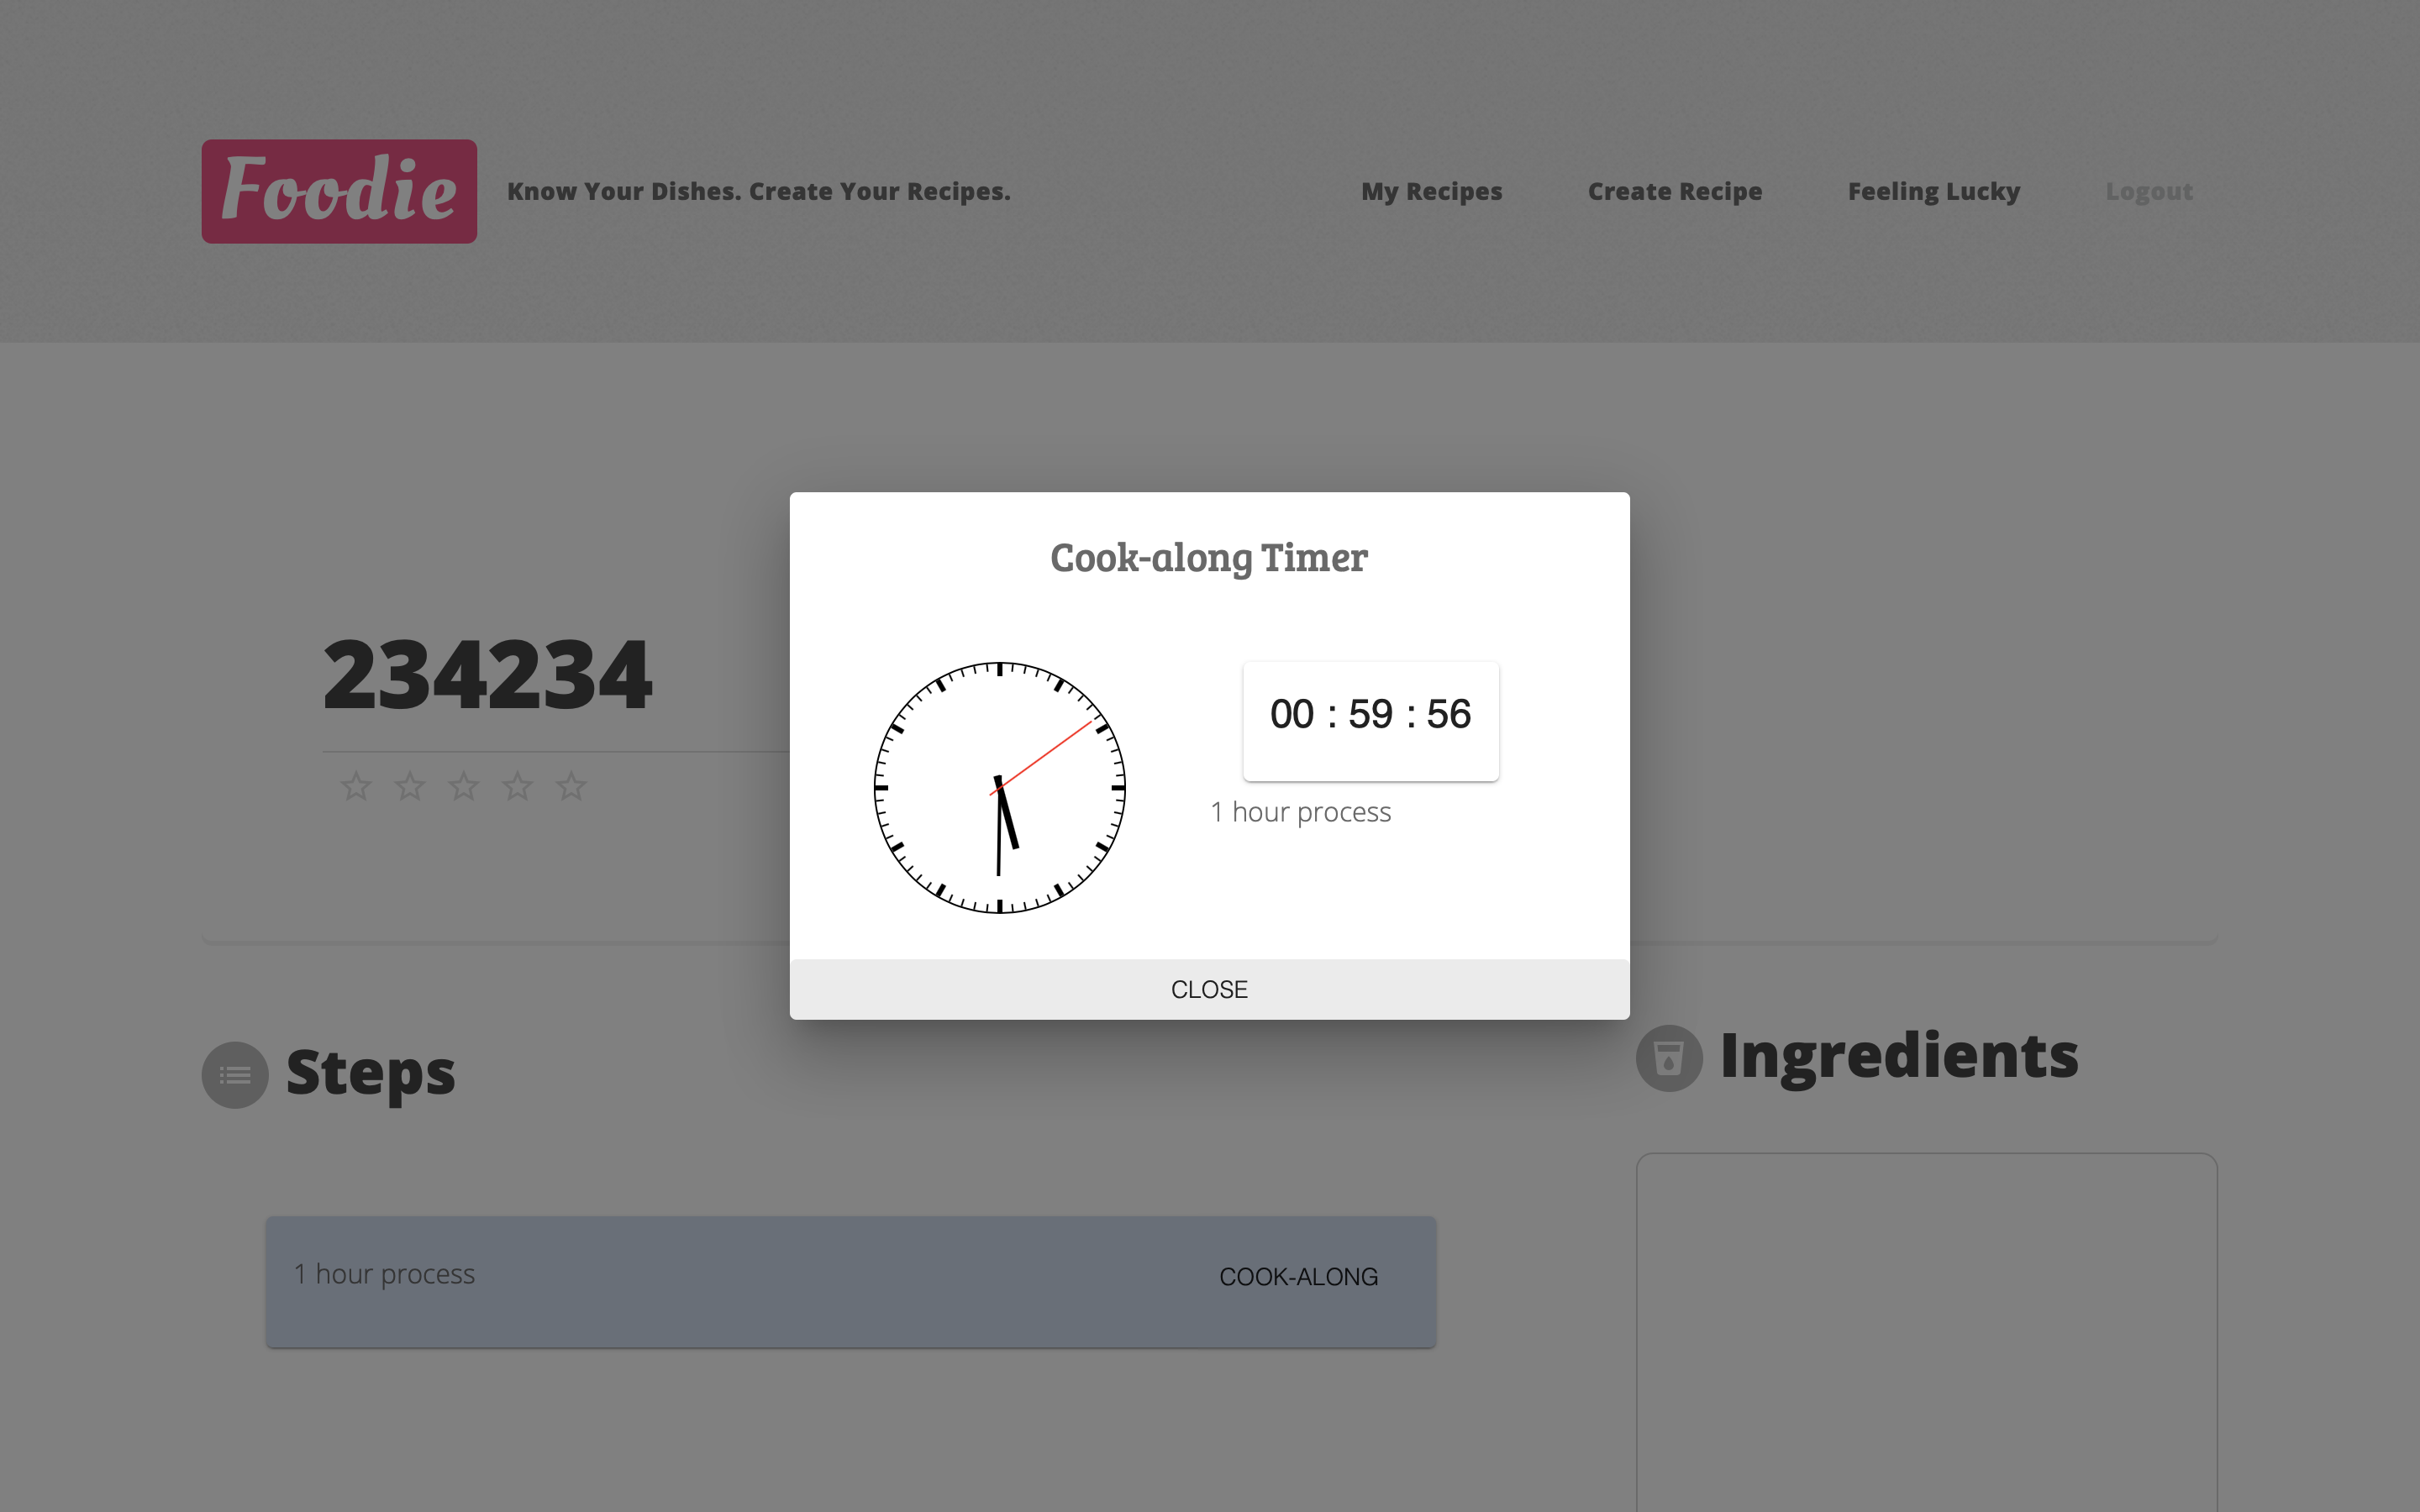 Foodie
Know Your Dishes. Create Your Recipes.
My Recipes
Create Recipe
Feeling Lucky
Logout
Cook-along Timer
234234
00 : 59 : 56
1 hour process
CLOSE
Steps
Ingredients
1 hour process
COOK-ALONG